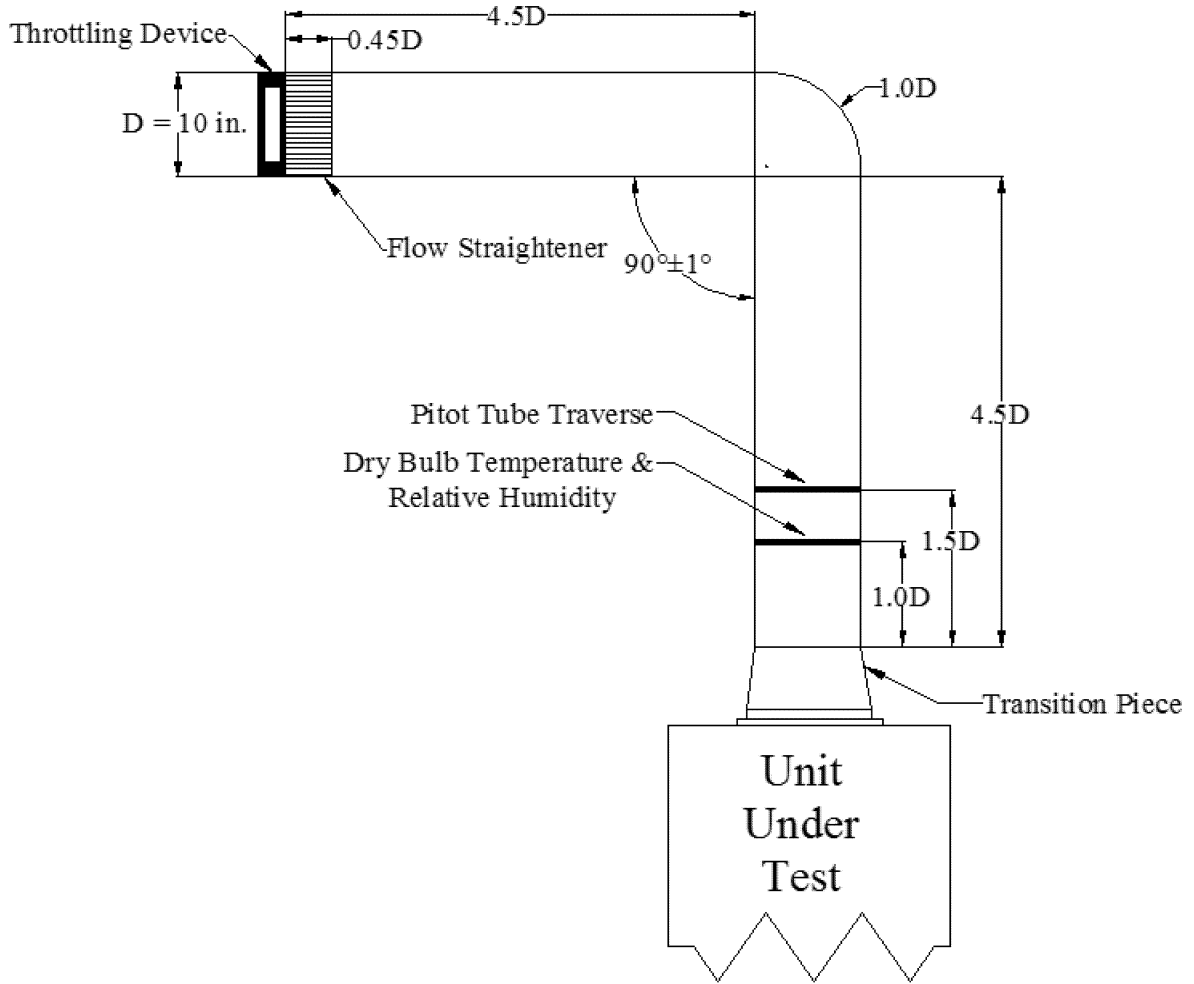 4.5D
Throttling Device
0.45D
1.0D
D = 10 in.
Flow Straightener
90°±1°
Pitot Tube Traverse
4.5D
Dry Bulb Temperature &
Relative Humidity
1.5D
1.0D
Transition Piece
Unit
Under
Test